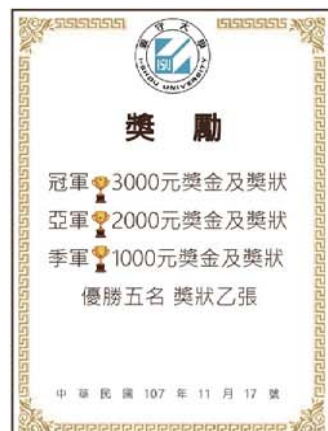 義守大學
ISU
I-SHOU UNIVERSITY
獎 勵
冠軍🏆3000元獎金及獎狀
亞軍🏆2000元獎金及獎狀
季軍🏆1000元獎金及獎狀
優勝五名 獎狀乙張
中 華 民 國 107 年 11 月 17 號